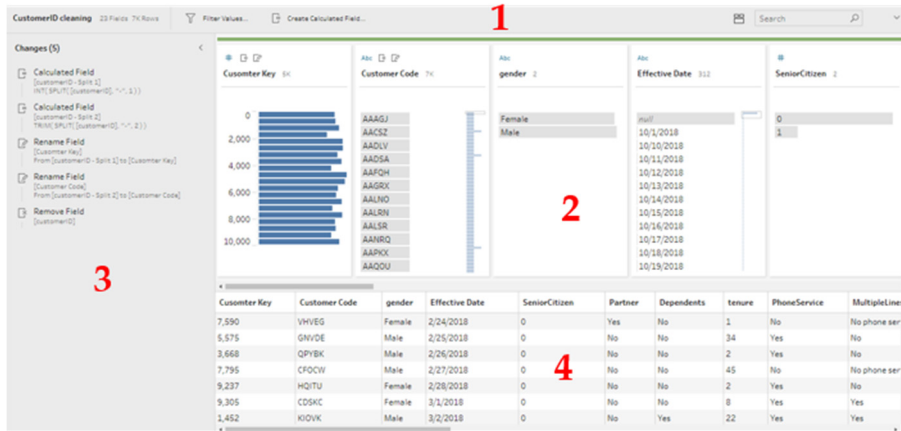 CustomerID cleaning 23 Fields 7K Rows Filter Values... Create Calculated Field... 1 Search
Changes (5)
Calculated Field
[customerID - Split 1]
INT( SPLIT( [customerID], "-", 1 ) )
Calculated Field
[customerID - Split 2]
TRIM( SPLIT( [customerID], "-", 2 ) )
Rename Field
[Cusomter Key]
From [customerID - Split 1] to [Cusomter Key]
Rename Field
[Customer Code]
From [customerID - Split 2] to [Customer Code]
Remove Field
[customerID]
3
#
Cusomter Key 6K
0
2,000
4,000
6,000
8,000
10,000
Abc
Customer Code 7K
AAAGJ
AACSZ
AADLV
AADSA
AAFQH
AAGRX
AALNO
AALRN
AALSR
AANRQ
AAPKX
AAQOU
Abc
gender 2
Female
Male
2
Abc
Effective Date 312
null
10/1/2018
10/10/2018
10/11/2018
10/12/2018
10/13/2018
10/14/2018
10/15/2018
10/16/2018
10/17/2018
10/18/2018
10/19/2018
#
SeniorCitizen 2
0
1
Cusomter Key Customer Code gender Effective Date SeniorCitizen Partner Dependents tenure PhoneService MultipleLine
7,590 VHVEG Female 2/24/2018 0 Yes No 1 No No phone ser
5,575 GNVDE Male 2/25/2018 0 No No 34 Yes No
3,668 QPYBK Male 2/26/2018 0 No No 2 Yes No
7,795 CFOCW Male 2/27/2018 0 No No 45 No No phone ser
9,237 HQITU Female 2/28/2018 0 No No 2 Yes No
9,305 CDSKC Female 3/1/2018 0 No No 8 Yes Yes
1,452 KIOVK Male 3/2/2018 0 No Yes 22 Yes Yes
4